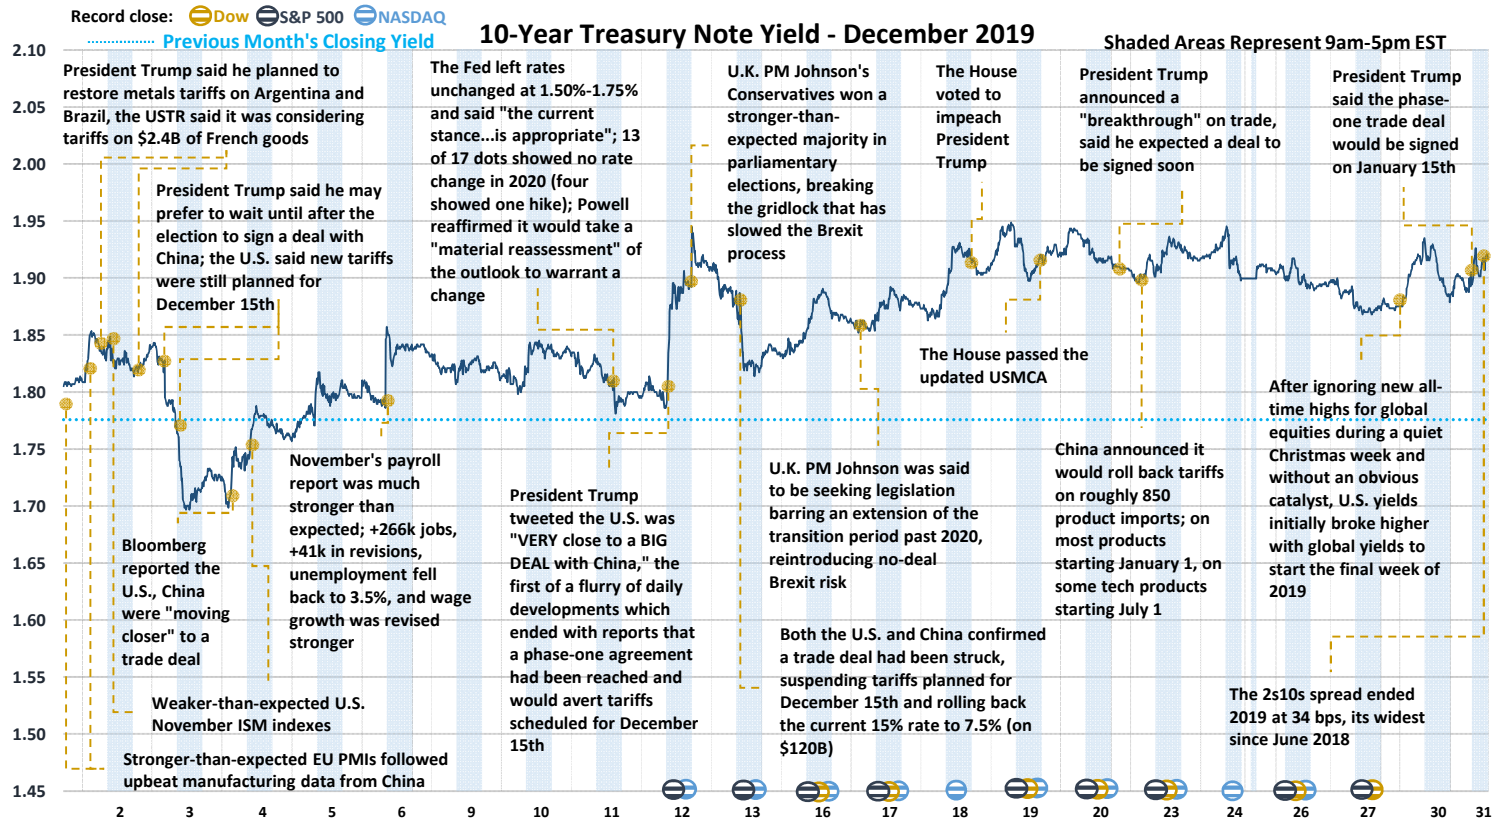 Record close: Dow S&P 500 NASDAQ
Previous Month's Closing Yield
10-Year Treasury Note Yield - December 2019
Shaded Areas Represent 9am-5pm EST
2.10
2.05
2.00
1.95
1.90
1.85
1.80
1.75
1.70
1.65
1.60
1.55
1.50
1.45
President Trump said he planned to
restore metals tariffs on Argentina and
Brazil, the USTR said it was considering
tariffs on $2.4B of French goods
President Trump said he may
prefer to wait until after the
election to sign a deal with
China; the U.S. said new tariffs
were still planned for
December 15th
The Fed left rates
unchanged at 1.50%-1.75%
and said "the current
stance...is appropriate"; 13
of 17 dots showed no rate
change in 2020 (four
showed one hike); Powell
reaffirmed it would take a
"material reassessment" of
the outlook to warrant a
change
U.K. PM Johnson's
Conservatives won a
stronger-than-
expected majority in
parliamentary
elections, breaking
the gridlock that has
slowed the Brexit
process
The House
voted to
impeach
President
Trump
President Trump
announced a
"breakthrough" on trade,
said he expected a deal to
be signed soon
President Trump
said the phase-
one trade deal
would be signed
on January 15th
The House passed the
updated USMCA
After ignoring new all-
time highs for global
equities during a quiet
Christmas week and
without an obvious
catalyst, U.S. yields
initially broke higher
with global yields to
start the final week of
2019
Bloomberg
reported the
U.S., China
were "moving
closer" to a
trade deal
November's payroll
report was much
stronger than
expected; +266k jobs,
+41k in revisions,
unemployment fell
back to 3.5%, and wage
growth was revised
stronger
President Trump
tweeted the U.S. was
"VERY close to a BIG
DEAL with China," the
first of a flurry of daily
developments which
ended with reports that
a phase-one agreement
had been reached and
would avert tariffs
scheduled for December
15th
U.K. PM Johnson was said
to be seeking legislation
barring an extension of the
transition period past 2020,
reintroducing no-deal
Brexit risk
China announced it
would roll back tariffs
on roughly 850
product imports; on
most products
starting January 1, on
some tech products
starting July 1
Both the U.S. and China confirmed
a trade deal had been struck,
suspending tariffs planned for
December 15th and rolling back
the current 15% rate to 7.5% (on
$120B)
The 2s10s spread ended
2019 at 34 bps, its widest
since June 2018
Weaker-than-expected U.S.
November ISM indexes
Stronger-than-expected EU PMIs followed
upbeat manufacturing data from China
2 3 4 5 6 9 10 11 12 13 16 17 18 19 20 23 24 26 27 30 31